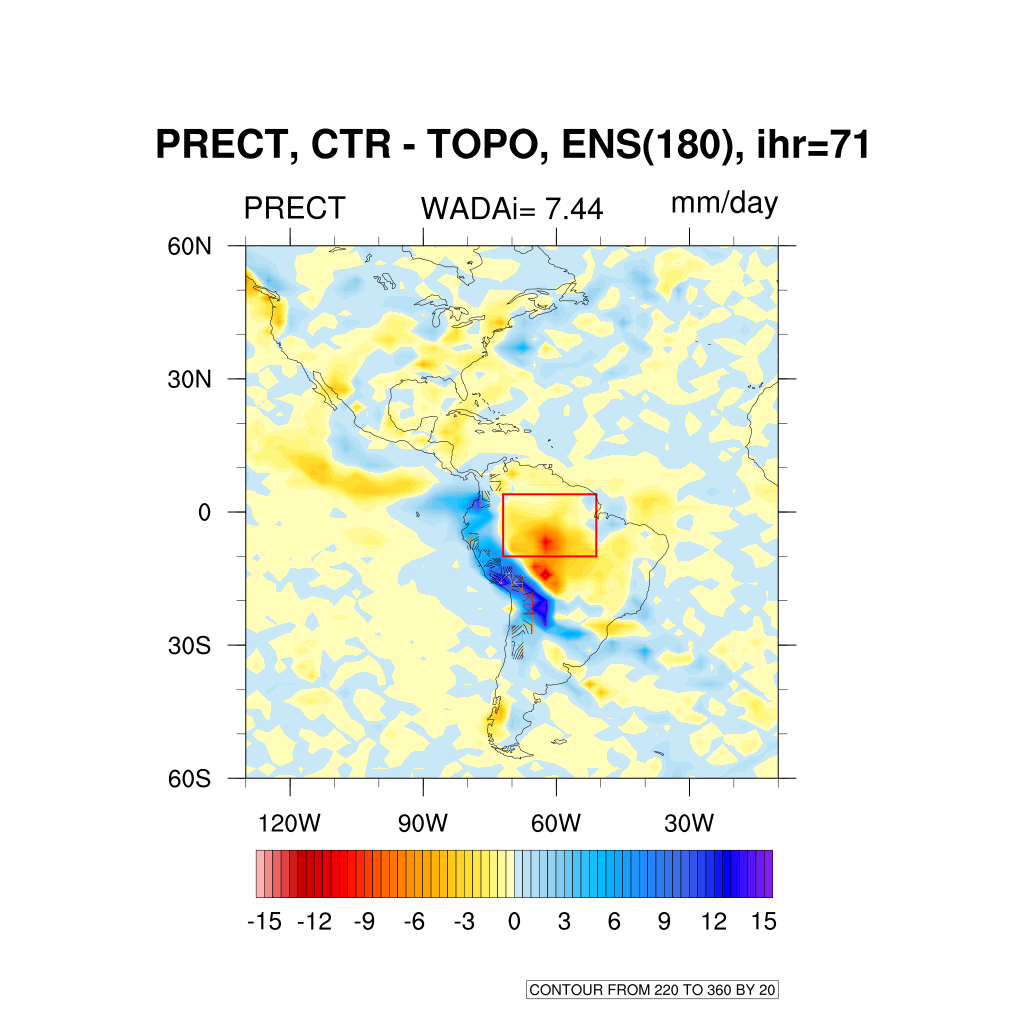 PRECT, CTR - TOPO, ENS(180), ihr=71
PRECT WADAi= 7.44 mm/day
60N
30N
0
30S
60S
120W 90W 60W 30W
-15 -12 -9 -6 -3 0 3 6 9 12 15
CONTOUR FROM 220 TO 360 BY 20